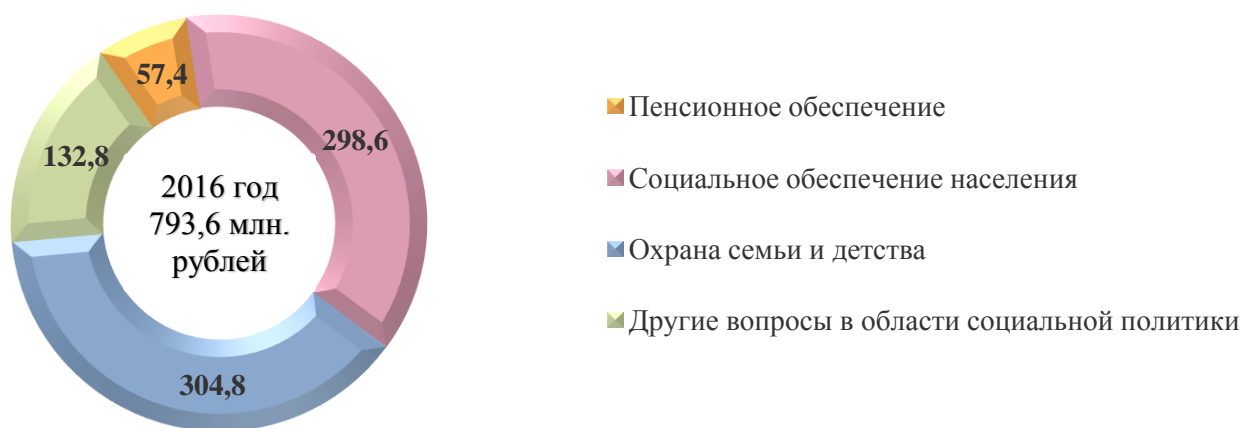 57,4
298,6
132,8
304,8
2016 год
793,6 млн.
рублей
Пенсионное обеспечение
Социальное обеспечение населения
Охрана семьи и детства
Другие вопросы в области социальной политики